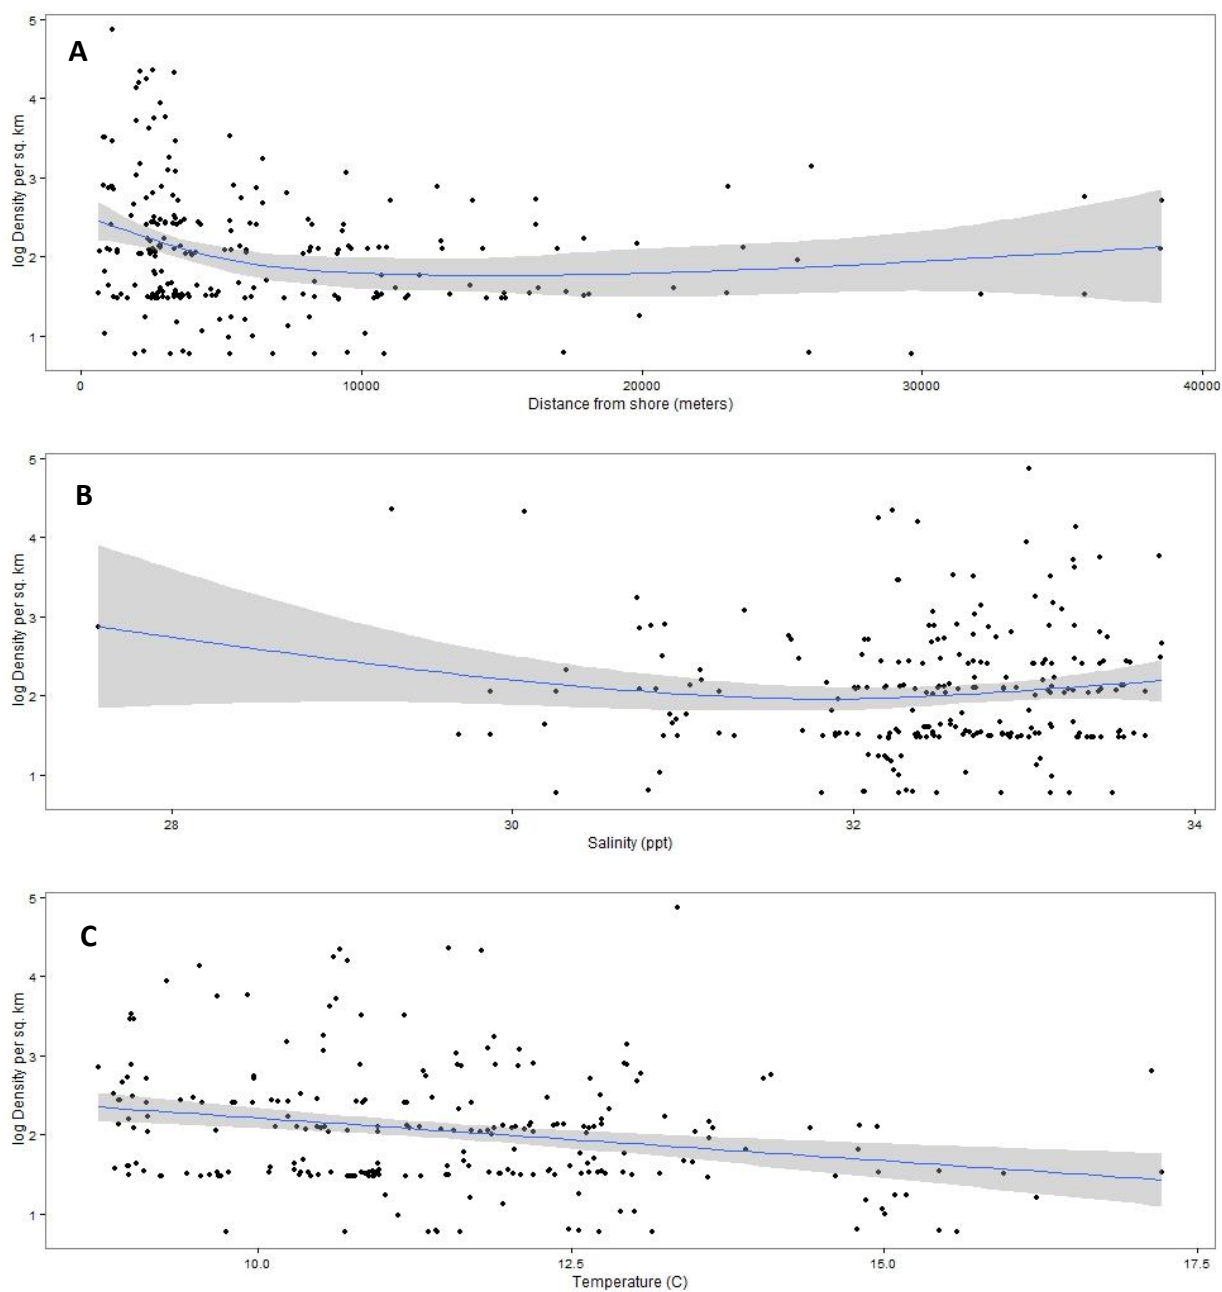 A
log Density per sq. km
5
4
3
2
1
0 10000 20000 30000 40000
Distance from shore (meters)
B
log Density per sq. km
5
4
3
2
1
28 30 32 34
Salinity (ppt)
C
log Density per sq. km
5
4
3
2
1
10.0 12.5 15.0 17.5
Temperature (C)